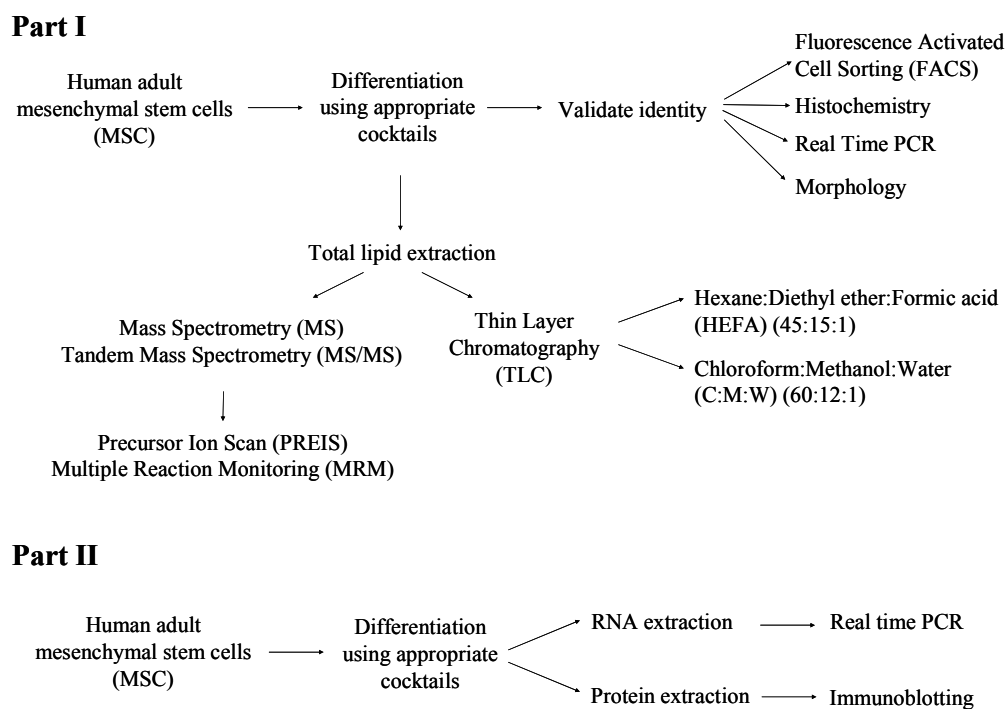 Part I
Human adult
mesenchymal stem cells
(MSC)
Differentiation
using appropriate
cocktails
Validate identity
Fluorescence Activated
Cell Sorting (FACS)
Histochemistry
Real Time PCR
Morphology
Total lipid extraction
Mass Spectrometry (MS)
Tandem Mass Spectrometry (MS/MS)
Thin Layer
Chromatography
(TLC)
Hexane:Diethyl ether:Formic acid
(HEFA) (45:15:1)
Chloroform:Methanol:Water
(C:M:W) (60:12:1)
Precursor Ion Scan (PREIS)
Multiple Reaction Monitoring (MRM)
Part II
Human adult
mesenchymal stem cells
(MSC)
Differentiation
using appropriate
cocktails
RNA extraction
Real time PCR
Protein extraction
Immunoblotting